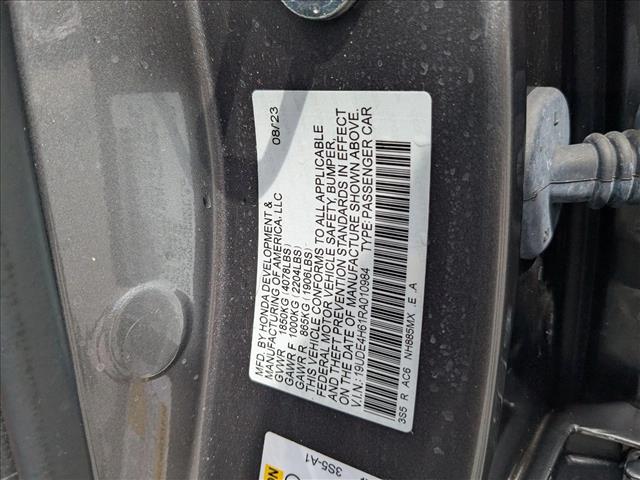 MFD. BY HONDA DEVELOPMENT & 08/23
MANUFACTURING OF AMERICA, LLC
GVWR 1850KG (4078LBS)
GAWR F 1000KG (2204LBS)
GAWR R 865KG (1906LBS)
THIS VEHICLE CONFORMS TO ALL APPLICABLE
FEDERAL MOTOR VEHICLE SAFETY, BUMPER,
AND THEFT PREVENTION STANDARDS IN EFFECT
ON THE DATE OF MANUFACTURE SHOWN ABOVE.
V.I.N.: 19UDE4H61RA010984 TYPE: PASSENGER CAR
3S5 R AC6 NH885MX E A
3S5-A1